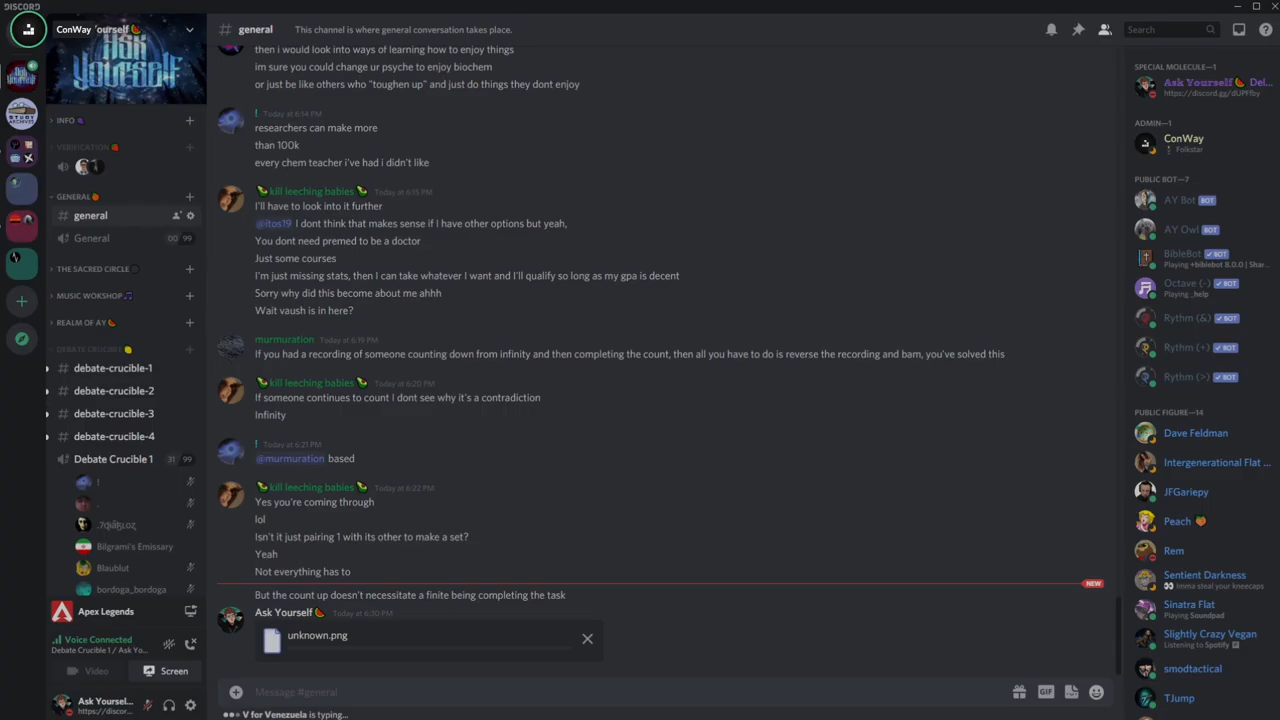 DISCORD
ConWay ourself🍉
ASK
YOURSELF
INFO 🍇
VERIFICATION 🍓
GENERAL 🍊
general
General 00 99
THE SACRED CIRCLE
MUSIC WOKSHOP 🎵
REALM OF AY 🍉
DEBATE CRUCIBLE 🍋
debate-crucible-1
debate-crucible-2
debate-crucible-3
debate-crucible-4
Debate Crucible 1 31 99
!
.
Bilgrami's Emissary
Blaublut
bordoga_bordoga
Apex Legends
Voice Connected
Debate Crucible 1 / Ask Yo...
Video Screen
Ask Yoursel...
https://discor...
# general This channel is where general conversation takes place.
Search
then i would look into ways of learning how to enjoy things
im sure you could change ur psyche to enjoy biochem
or just be like others who "toughen up" and just do things they dont enjoy
! Today at 6:14 PM
researchers can make more
than 100k
every chem teacher i've had i didn't like
kill leeching babies Today at 6:15 PM
I'll have to look into it further
@itos19 I dont think that makes sense if I have other options but yeah,
You dont need premed to be a doctor
Just some courses
I'm just missing stats, then I can take whatever I want and I'll qualify so long as my gpa is decent
Sorry why did this become about me ahhh
Wait vaush is in here?
murmuration Today at 6:19 PM
If you had a recording of someone counting down from infinity and then completing the count, then all you have to do is reverse the recording and bam, you've solved this
kill leeching babies Today at 6:20 PM
If someone continues to count I dont see why it's a contradiction
Infinity
! Today at 6:21 PM
@murmuration based
kill leeching babies Today at 6:22 PM
Yes you're coming through
lol
Isn't it just pairing 1 with its other to make a set?
Yeah
Not everything has to
NEW
But the count up doesn't necessitate a finite being completing the task
Ask Yourself🍉 Today at 6:30 PM
unknown.png
Message #general
GIF
V for Venezuela is typing...
SPECIAL MOLECULE—1
Ask Yourself🍉 Del...
https://discord.gg/dUPFfby
ADMIN—1
ConWay
Folkstar
PUBLIC BOT—7
AY Bot BOT
AY Owl BOT
BibleBot ✓ BOT
Playing +biblebot 8.0.0 | Shar...
Octave (-) ✓ BOT
Playing _help
Rythm (&) ✓ BOT
Rythm (+) ✓ BOT
Rythm (>) ✓ BOT
PUBLIC FIGURE—14
Dave Feldman
Intergenerational Flat ...
JFGariepy
Peach 🍑
Rem
Sentient Darkness
👀 Imma steal your kneecaps
Sinatra Flat
Playing Soundpad
Slightly Crazy Vegan
Listening to Spotify
smodtactical
TJump